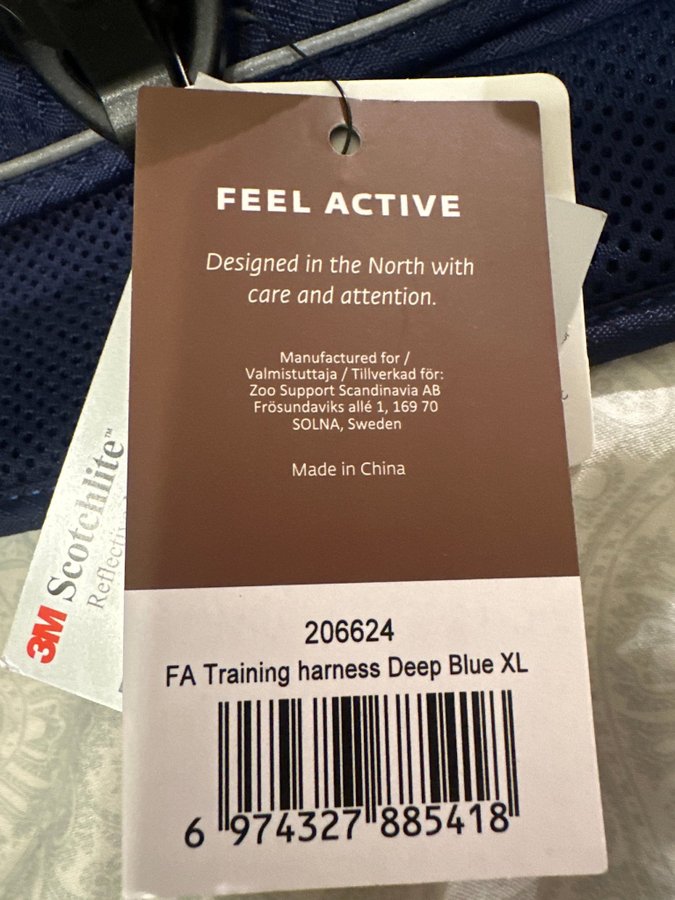 FEEL ACTIVE
Designed in the North with
care and attention.
Manufactured for /
Valmistuttaja / Tillverkad för:
Zoo Support Scandinavia AB
Frösundaviks allé 1, 169 70
SOLNA, Sweden
Made in China
3M Scotchlite™
Reflective
206624
FA Training harness Deep Blue XL
6 974327 885418